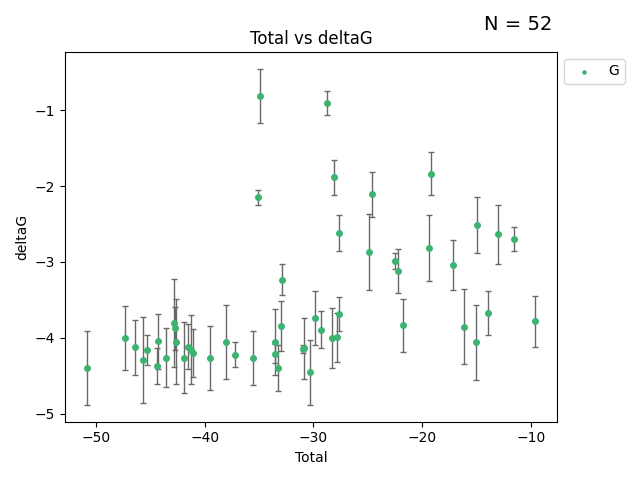 N = 52
Total vs deltaG
G
deltaG
−1
−2
−3
−4
−5
−50 −40 −30 −20 −10
Total